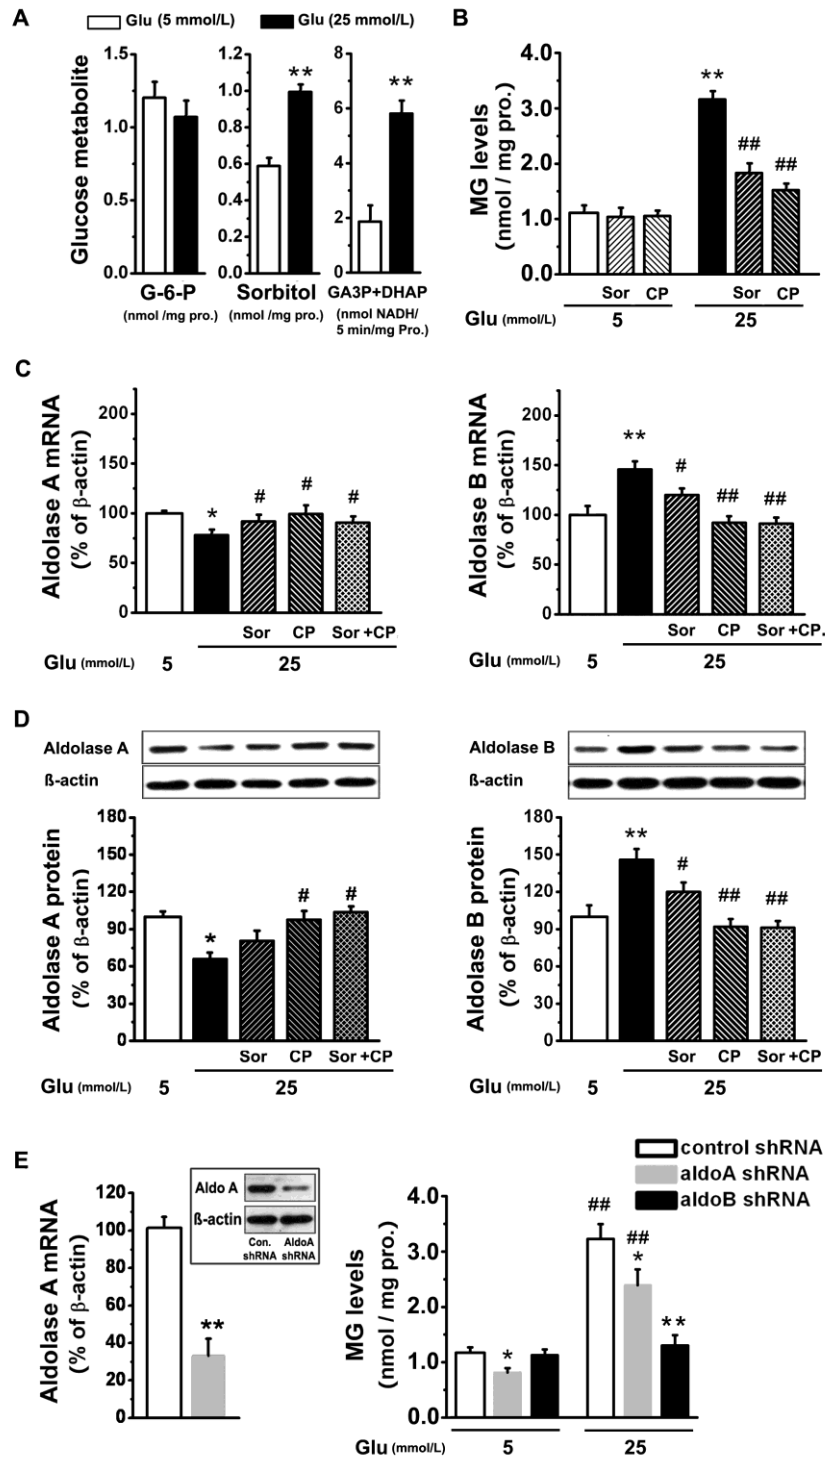 A
Glu (5 mmol/L) Glu (25 mmol/L)
Glucose metabolite
1.5
1.0
0.5
0.0
G-6-P
(nmol /mg pro.)
1.2
1.0
0.8
0.6
0.4
0.2
0.0
**
Sorbitol
(nmol /mg pro.)
8
6
4
2
0
**
GA3P+DHAP
(nmol NADH/
5 min/mg Pro.)
B
MG levels
(nmol / mg pro.)
4.0
3.0
2.0
1.0
0.0
**
##
##
Sor CP Sor CP
Glu (mmol/L) 5 25
C
Aldolase A mRNA
(% of β-actin)
200
150
100
50
0
*
#
#
#
Sor CP Sor +CP.
Glu (mmol/L) 5 25
Aldolase B mRNA
(% of β-actin)
200
150
100
50
0
**
#
##
##
Sor CP Sor +CP.
Glu (mmol/L) 5 25
D
Aldolase A
ß-actin
Aldolase A protein
(% of β-actin)
180
150
120
90
60
30
0
*
#
#
Sor CP Sor +CP
Glu (mmol/L) 5 25
Aldolase B
ß-actin
Aldolase B protein
(% of β-actin)
180
150
120
90
60
30
0
**
#
##
##
Sor CP Sor +CP
Glu (mmol/L) 5 25
E
Aldolase A mRNA
(% of β-actin)
120
100
80
60
40
20
0
**
Aldo A
ß-actin
Con. AldoA
shRNA shRNA
control shRNA
aldoA shRNA
aldoB shRNA
MG levels
(nmol / mg pro.)
4.0
3.0
2.0
1.0
0.0
*
##
##
*
**
Glu (mmol/L) 5 25